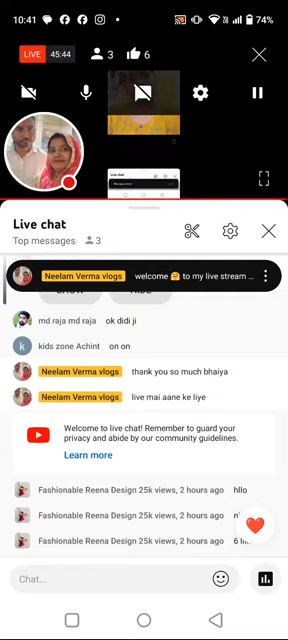 10:41
74%
LIVE 45:44 3 6
Live chat
Top messages 3
Neelam Verma vlogs welcome 🤗 to my live stream ...
md raja md raja ok didi ji
k kids zone Achint on on
Neelam Verma vlogs thank you so much bhaiya
Neelam Verma vlogs live mai aane ke liye
Welcome to live chat! Remember to guard your
privacy and abide by our community guidelines.
Learn more
Fashionable Reena Design 25k views, 2 hours ago hllo
Fashionable Reena Design 25k views, 2 hours ago
Fashionable Reena Design 25k views, 2 hours ago 6 li
Chat...